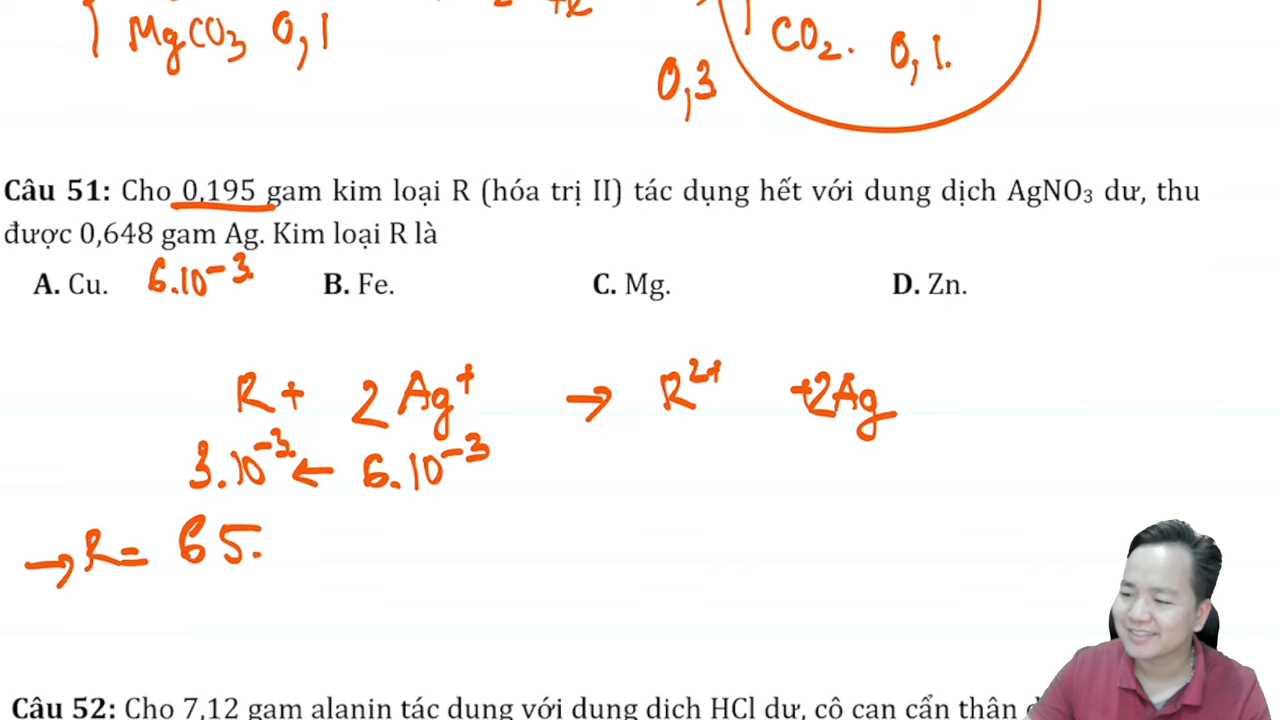 MgCO3 0,1
CO2. 0,1.
0,3
Câu 51: Cho 0,195 gam kim loại R (hóa trị II) tác dụng hết với dung dịch AgNO3 dư, thu
được 0,648 gam Ag. Kim loại R là
A. Cu. 6.10^-3 B. Fe. C. Mg. D. Zn.
R + 2Ag+ → R2+ +2Ag
3.10^-3 ← 6.10^-3
→ R = 65.
Câu 52: Cho 7,12 gam alanin tác dụng với dung dịch HCl dư, cô cạn cẩn thận